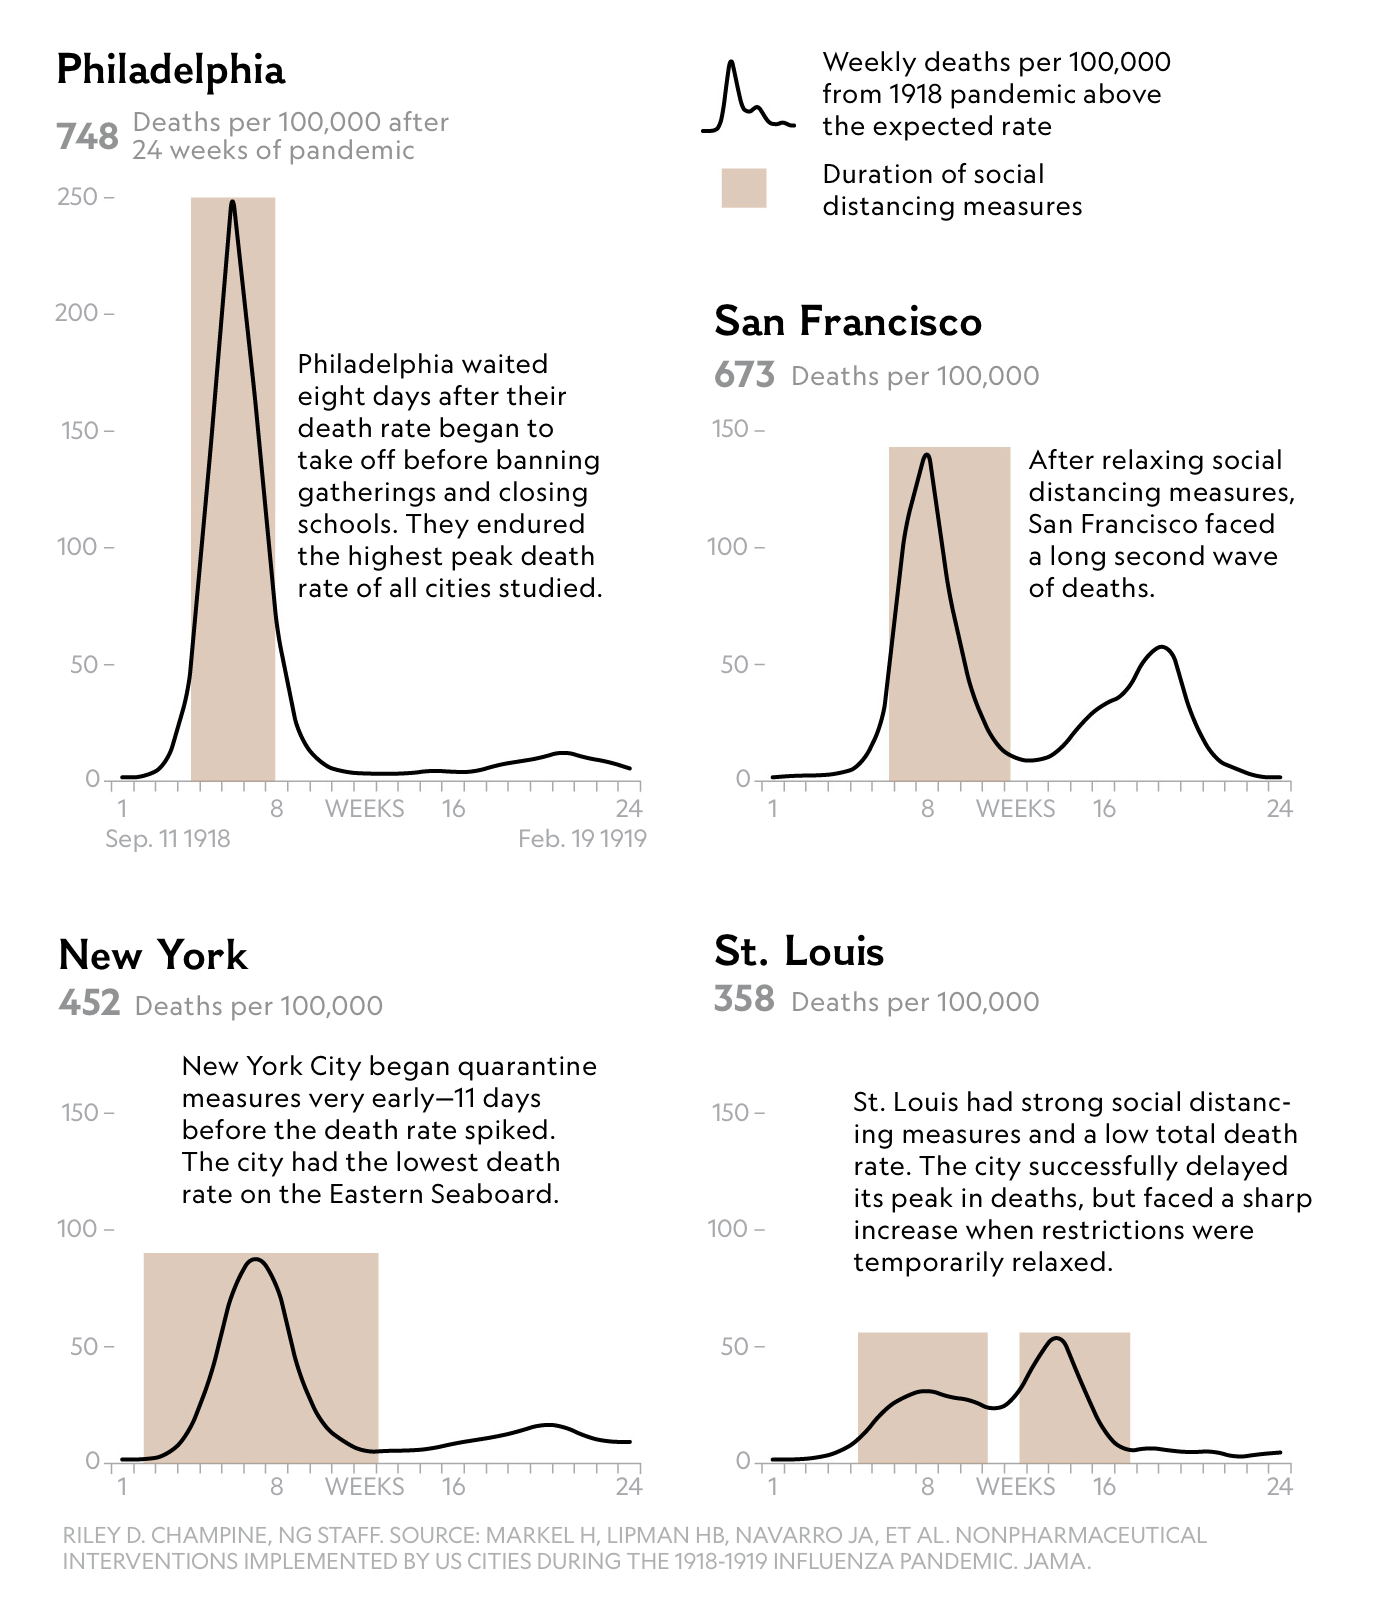 Philadelphia
748 Deaths per 100,000 after
24 weeks of pandemic
Weekly deaths per 100,000
from 1918 pandemic above
the expected rate
Duration of social
distancing measures
250
200
150
100
50
0
Philadelphia waited
eight days after their
death rate began to
take off before banning
gatherings and closing
schools. They endured
the highest peak death
rate of all cities studied.
1 8 WEEKS 16 24
Sep. 11 1918 Feb. 19 1919
San Francisco
673 Deaths per 100,000
150
100
50
0
After relaxing social
distancing measures,
San Francisco faced
a long second wave
of deaths.
1 8 WEEKS 16 24
New York
452 Deaths per 100,000
New York City began quarantine
measures very early—11 days
before the death rate spiked.
The city had the lowest death
rate on the Eastern Seaboard.
150
100
50
0
1 8 WEEKS 16 24
St. Louis
358 Deaths per 100,000
St. Louis had strong social distanc-
ing measures and a low total death
rate. The city successfully delayed
its peak in deaths, but faced a sharp
increase when restrictions were
temporarily relaxed.
150
100
50
0
1 8 WEEKS 16 24
RILEY D. CHAMPINE, NG STAFF. SOURCE: MARKEL H, LIPMAN HB, NAVARRO JA, ET AL. NONPHARMACEUTICAL
INTERVENTIONS IMPLEMENTED BY US CITIES DURING THE 1918-1919 INFLUENZA PANDEMIC. JAMA.